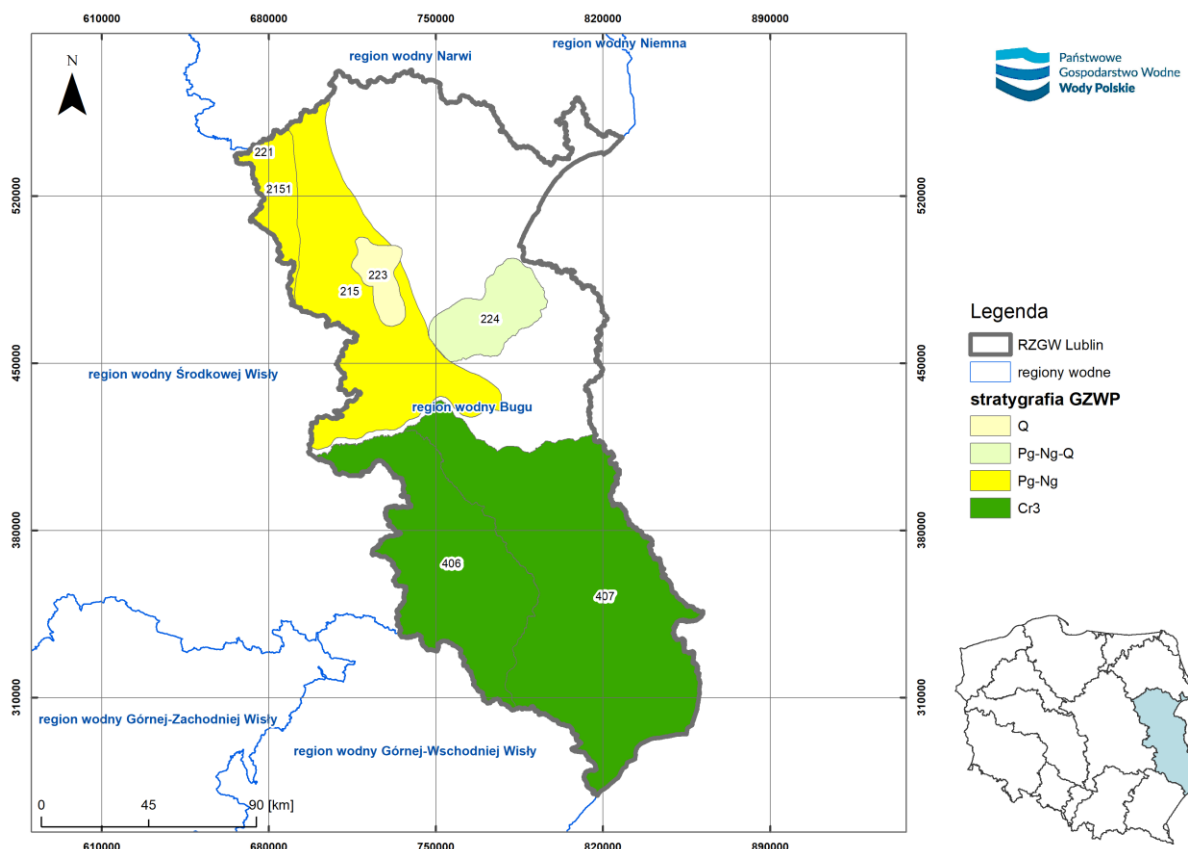 610000 680000 750000 820000 890000
region wodny Niemna
region wodny Narwi
N
Państwowe
Gospodarstwo Wodne
Wody Polskie
221
2151
520000
520000
223
215
224
450000
450000
region wodny Środkowej Wisły
region wodny Bugu
Legenda
RZGW Lublin
regiony wodne
stratygrafia GZWP
Q
Pg-Ng-Q
Pg-Ng
Cr3
380000
380000
406
407
310000
310000
region wodny Górnej-Zachodniej Wisły
region wodny Górnej-Wschodniej Wisły
0 45 90 [km]
610000 680000 750000 820000 890000